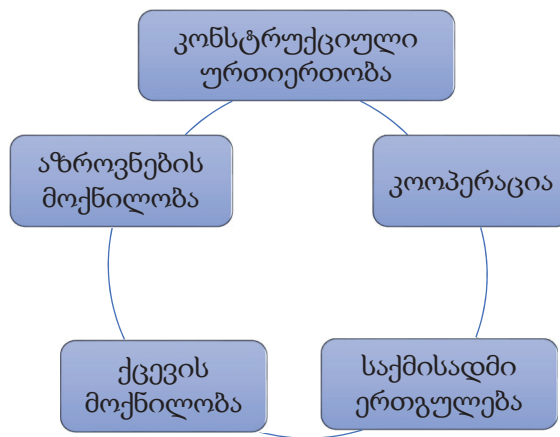 კონსტრუქციული
ურთიერთობა
აზროვნების
მოქნილობა
კოოპერაცია
ქცევის
მოქნილობა
საქმისადმი
ერთგულება